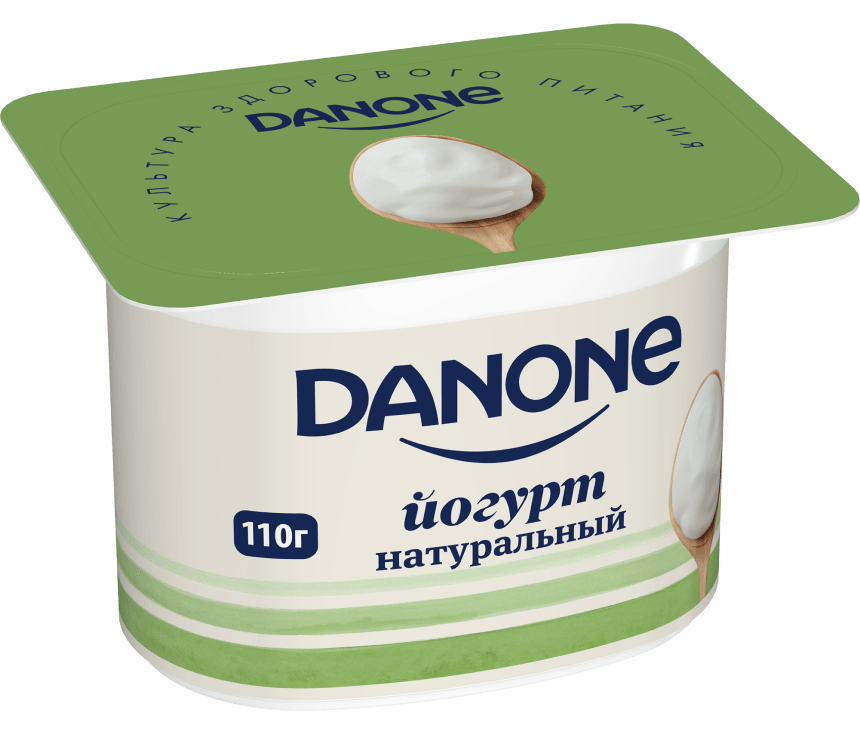 КУЛЬТУРА ЗДОРОВОГО ПИТАНИЯ
DANONE
DANONE
йогурт
натуральный
110г